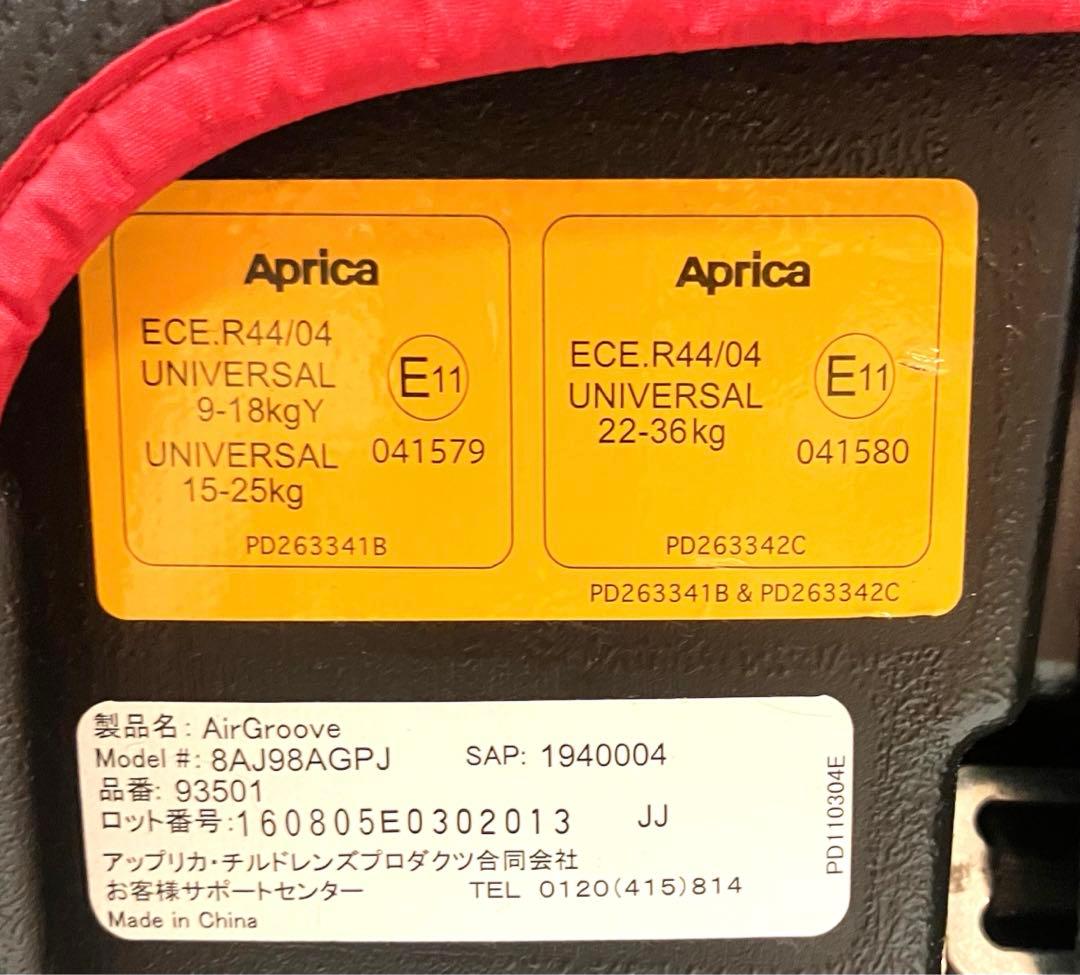 Aprica
ECE.R44/04
UNIVERSAL
9-18kgY
UNIVERSAL
15-25kg
E11
041579
PD263341B
Aprica
ECE.R44/04
UNIVERSAL
22-36kg
E11
041580
PD263342C
PD263341B & PD263342C
製品名: AirGroove
Model #: 8AJ98AGPJ SAP: 1940004
品番: 93501
ロット番号:160805E0302013 JJ
アップリカ・チルドレンズプロダクツ合同会社
お客様サポートセンター TEL 0120(415)814
Made in China
PD110304E